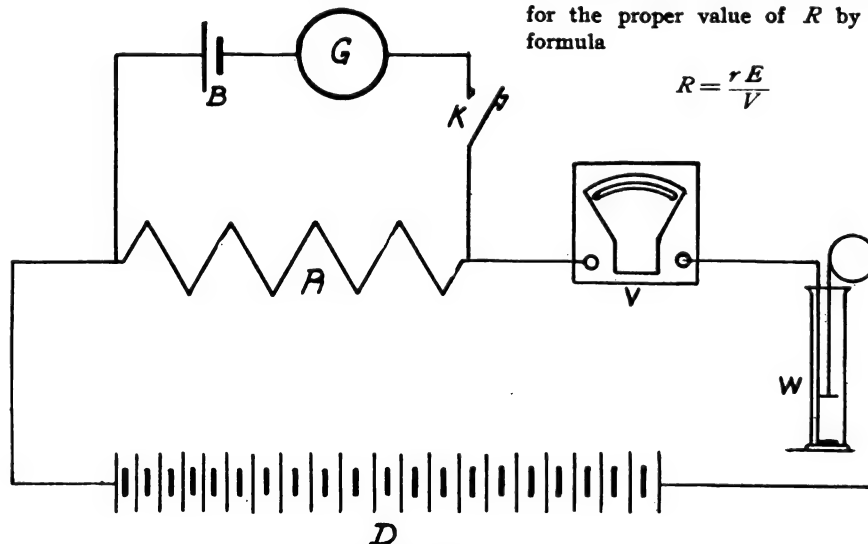 for the proper value of R by
formula
R = rE/V
G
B
K
R
V
W
D